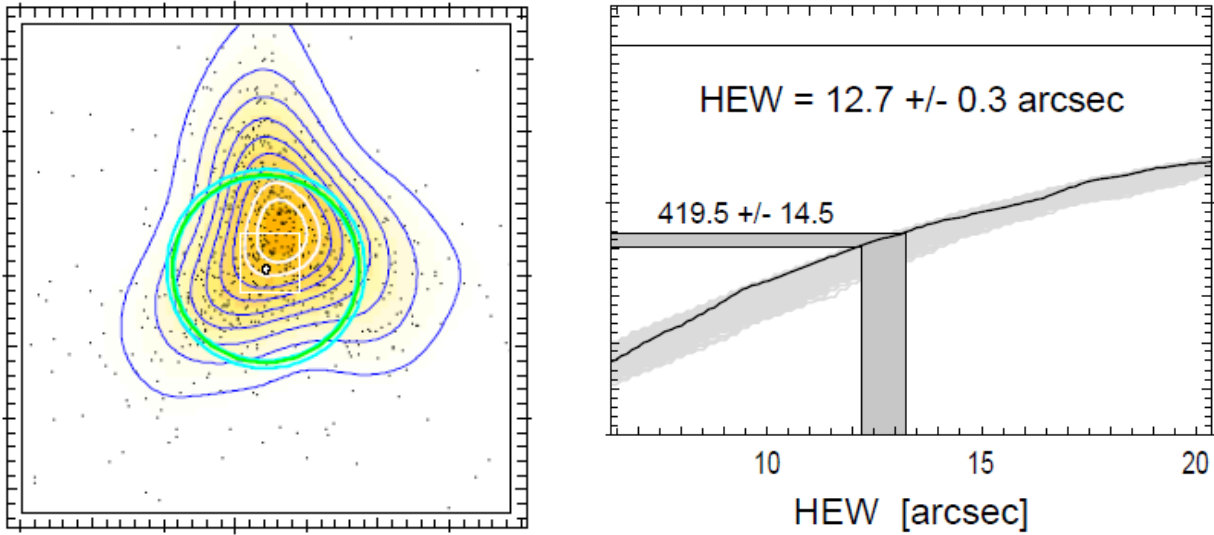 HEW = 12.7 +/- 0.3 arcsec
419.5 +/- 14.5
10 15 20
HEW [arcsec]